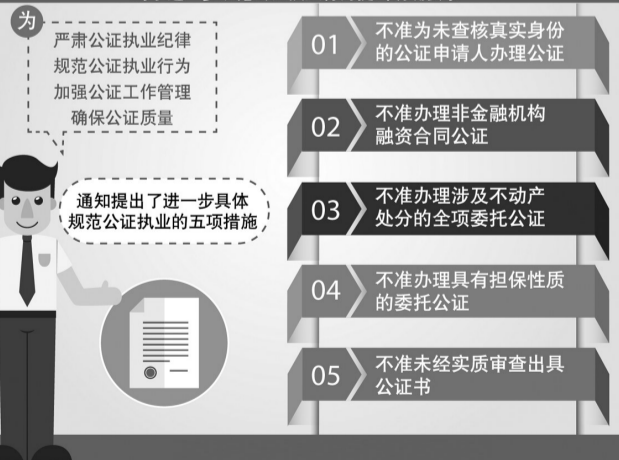 为
严肃公证执业纪律
规范公证执业行为
加强公证工作管理
确保公证质量
通知提出了进一步具体
规范公证执业的五项措施
01
不准为未查核真实身份
的公证申请人办理公证
02
不准办理非金融机构
融资合同公证
03
不准办理涉及不动产
处分的全项委托公证
04
不准办理具有担保性质
的委托公证
05
不准未经实质审查出具
公证书